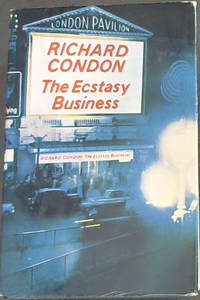 LONDON PAVILION
RICHARD
CONDON
The Ecstasy
Business
RICHARD CONDON 'THE ECSTASY BUSINESS'